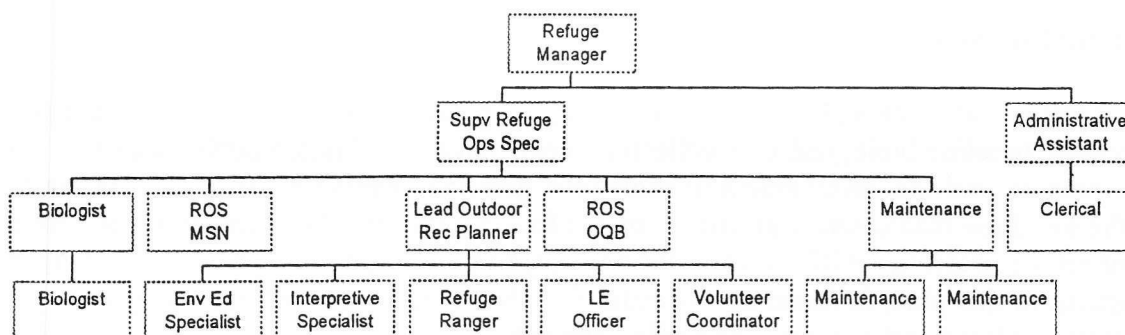 Refuge
Manager
Supv Refuge
Ops Spec
Administrative
Assistant
Biologist
ROS
MSN
Lead Outdoor
Rec Planner
ROS
OQB
Maintenance
Clerical
Biologist
Env Ed
Specialist
Interpretive
Specialist
Refuge
Ranger
LE
Officer
Volunteer
Coordinator
Maintenance
Maintenance